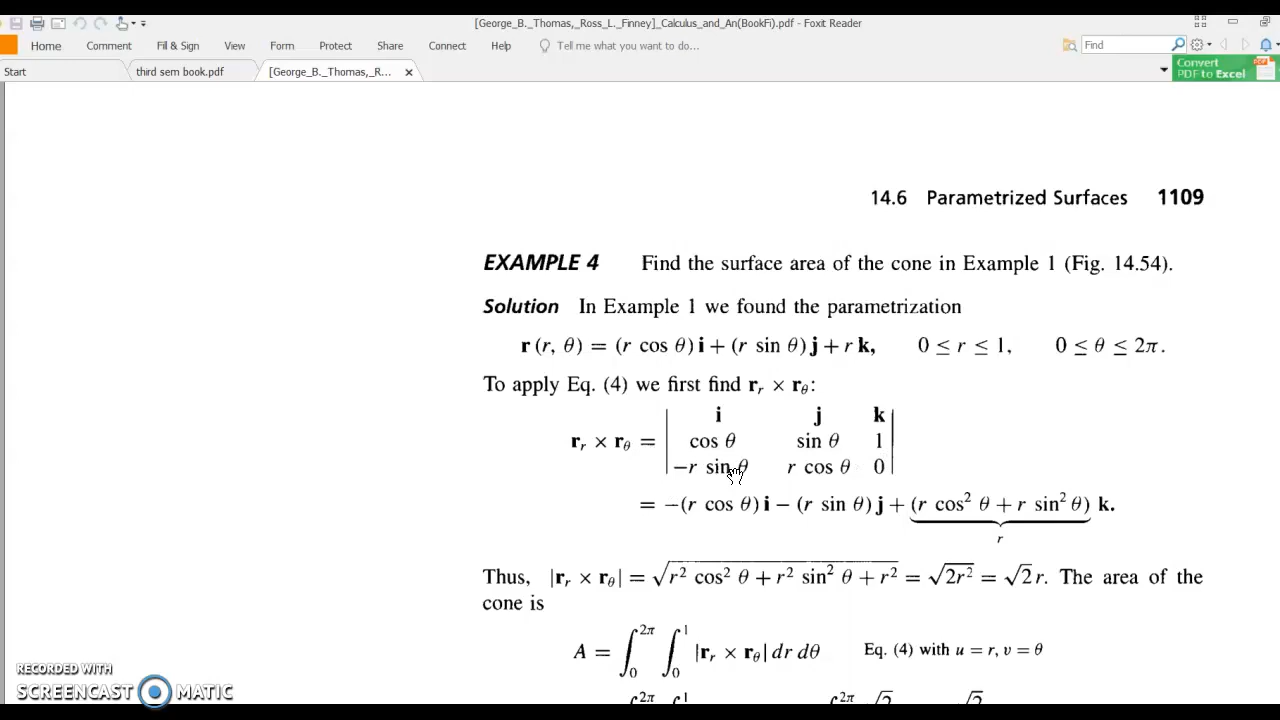 [George_B._Thomas,_Ross_L._Finney]_Calculus_and_An(BookFi).pdf - Foxit Reader
Home Comment Fill & Sign View Form Protect Share Connect Help Tell me what you want to do... Find
Start third sem book.pdf [George_B._Thomas,_R... × Convert PDF to Excel
14.6 Parametrized Surfaces 1109
EXAMPLE 4 Find the surface area of the cone in Example 1 (Fig. 14.54).
Solution In Example 1 we found the parametrization
r (r, θ) = (r cos θ) i + (r sin θ) j + r k, 0 ≤ r ≤ 1, 0 ≤ θ ≤ 2π.
To apply Eq. (4) we first find r_r × r_θ:
i j k
r_r × r_θ = | cos θ sin θ 1 |
−r sin θ r cos θ 0
= −(r cos θ) i − (r sin θ) j + (r cos² θ + r sin² θ) k.
r
Thus, |r_r × r_θ| = √(r² cos² θ + r² sin² θ + r²) = √(2r²) = √2 r. The area of the
cone is
A = ∫₀^2π ∫₀^1 |r_r × r_θ| dr dθ Eq. (4) with u = r, v = θ
RECORDED WITH
SCREENCAST MATIC